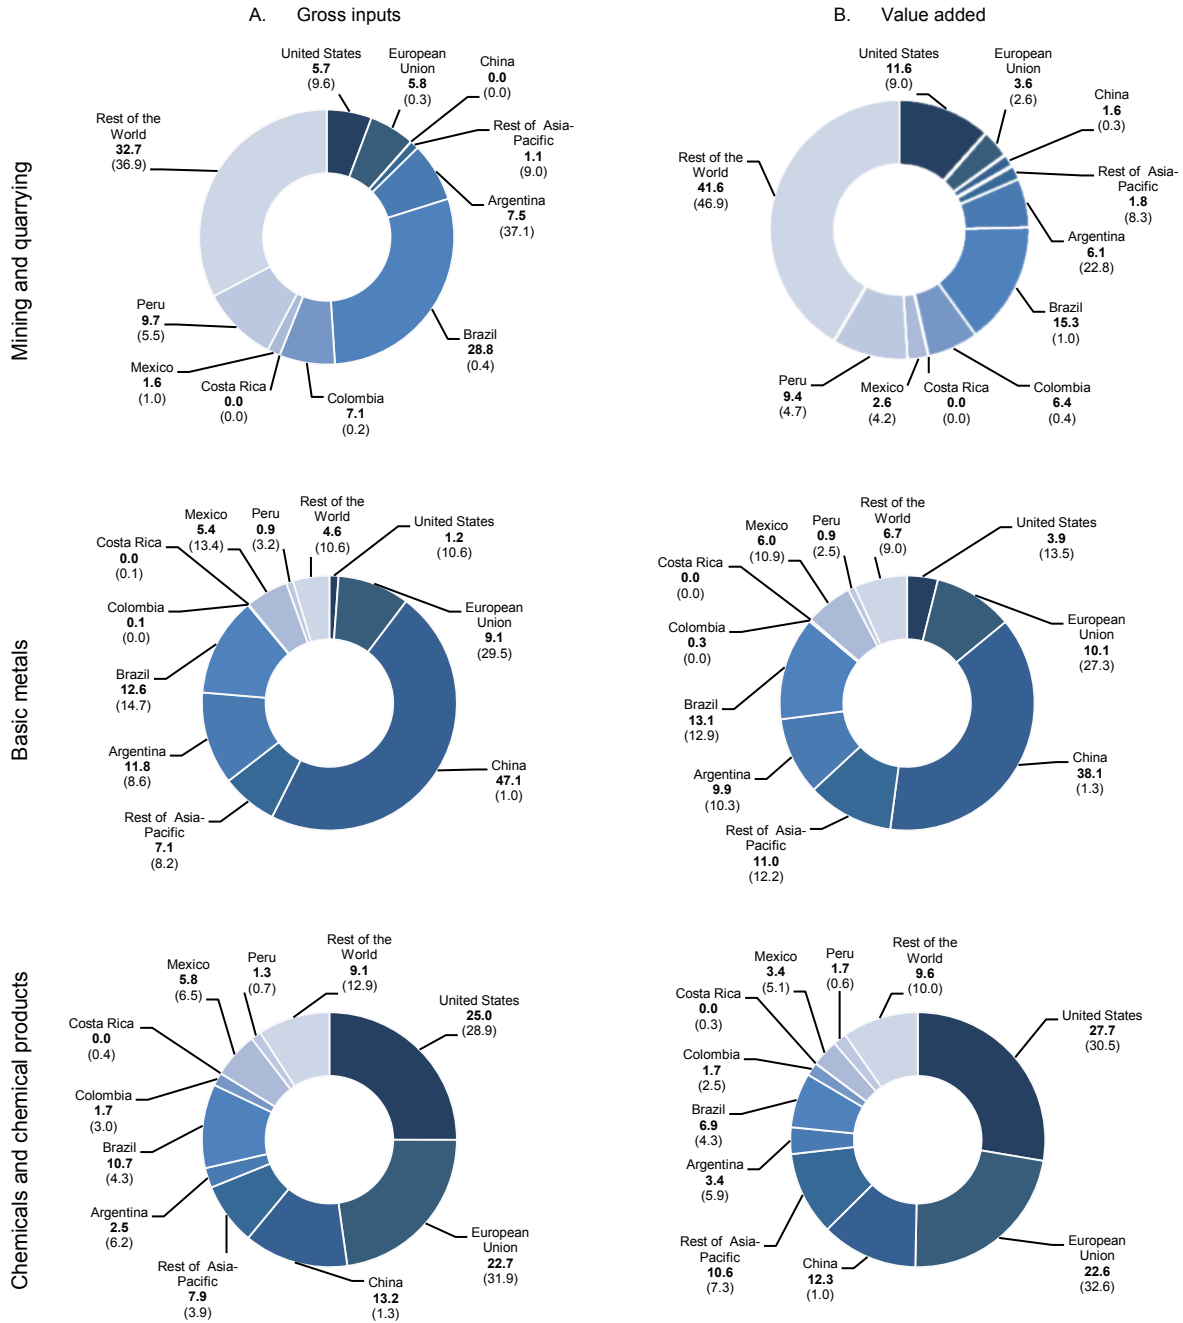 A. Gross inputs
B. Value added
Mining and quarrying
United States
5.7
(9.6)
European
Union
5.8
(0.3)
China
0.0
(0.0)
Rest of Asia-
Pacific
1.1
(9.0)
Argentina
7.5
(37.1)
Brazil
28.8
(0.4)
Colombia
7.1
(0.2)
Costa Rica
0.0
(0.0)
Mexico
1.6
(1.0)
Peru
9.7
(5.5)
Rest of the
World
32.7
(36.9)
United States
11.6
(9.0)
European
Union
3.6
(2.6)
China
1.6
(0.3)
Rest of Asia-
Pacific
1.8
(8.3)
Argentina
6.1
(22.8)
Brazil
15.3
(1.0)
Colombia
6.4
(0.4)
Costa Rica
0.0
(0.0)
Mexico
2.6
(4.2)
Peru
9.4
(4.7)
Rest of the
World
41.6
(46.9)
Basic metals
United States
1.2
(10.6)
European
Union
9.1
(29.5)
China
47.1
(1.0)
Rest of Asia-
Pacific
7.1
(8.2)
Argentina
11.8
(8.6)
Brazil
12.6
(14.7)
Colombia
0.1
(0.0)
Costa Rica
0.0
(0.1)
Mexico
5.4
(13.4)
Peru
0.9
(3.2)
Rest of the
World
4.6
(10.6)
United States
3.9
(13.5)
European
Union
10.1
(27.3)
China
38.1
(1.3)
Rest of Asia-
Pacific
11.0
(12.2)
Argentina
9.9
(10.3)
Brazil
13.1
(12.9)
Colombia
0.3
(0.0)
Costa Rica
0.0
(0.0)
Mexico
6.0
(10.9)
Peru
0.9
(2.5)
Rest of the
World
6.7
(9.0)
Chemicals and chemical products
United States
25.0
(28.9)
European
Union
22.7
(31.9)
China
13.2
(1.3)
Rest of Asia-
Pacific
7.9
(3.9)
Argentina
2.5
(6.2)
Brazil
10.7
(4.3)
Colombia
1.7
(3.0)
Costa Rica
0.0
(0.4)
Mexico
5.8
(6.5)
Peru
1.3
(0.7)
Rest of the
World
9.1
(12.9)
United States
27.7
(30.5)
European
Union
22.6
(32.6)
China
12.3
(1.0)
Rest of Asia-
Pacific
10.6
(7.3)
Argentina
3.4
(5.9)
Brazil
6.9
(4.3)
Colombia
1.7
(2.5)
Costa Rica
0.0
(0.3)
Mexico
3.4
(5.1)
Peru
1.7
(0.6)
Rest of the
World
9.6
(10.0)